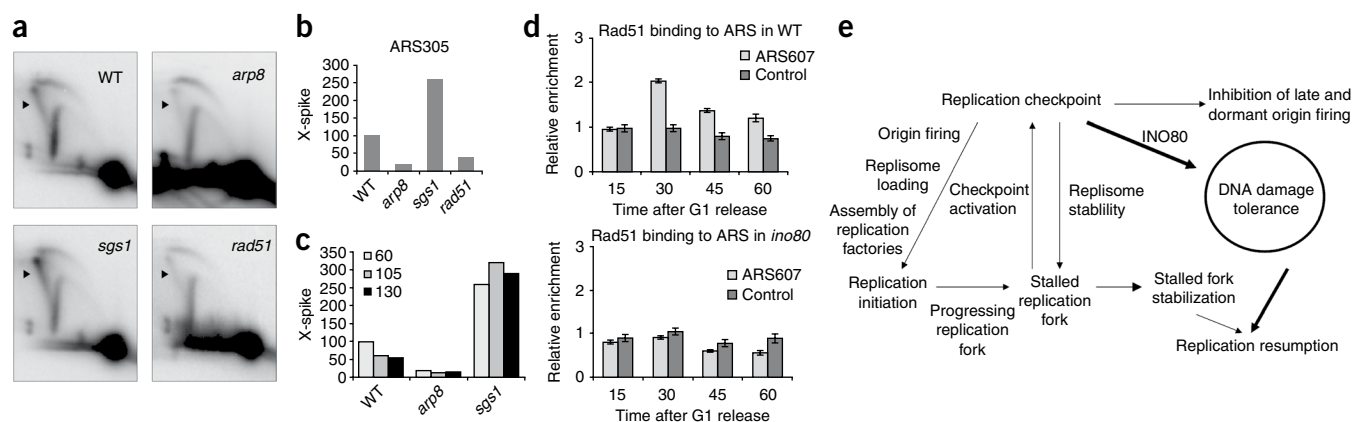 a
WT
arp8
sgs1
rad51
b
ARS305
X-spike
300
250
200
150
100
50
0
WT
arp8
sgs1
rad51
c
X-spike
350
300
250
200
150
100
50
0
60
105
130
WT
arp8
sgs1
d
Rad51 binding to ARS in WT
Relative enrichment
3
2
1
0
ARS607
Control
15 30 45 60
Time after G1 release
Rad51 binding to ARS in ino80
Relative enrichment
3
2
1
0
ARS607
Control
15 30 45 60
Time after G1 release
e
Replication checkpoint
Inhibition of late and
dormant origin firing
INO80
Origin firing
Replisome
loading
Assembly of
replication
factories
Checkpoint
activation
Replisome
stablility
DNA damage
tolerance
Replication
initiation
Progressing
replication
fork
Stalled
replication
fork
Stalled fork
stabilization
Replication resumption